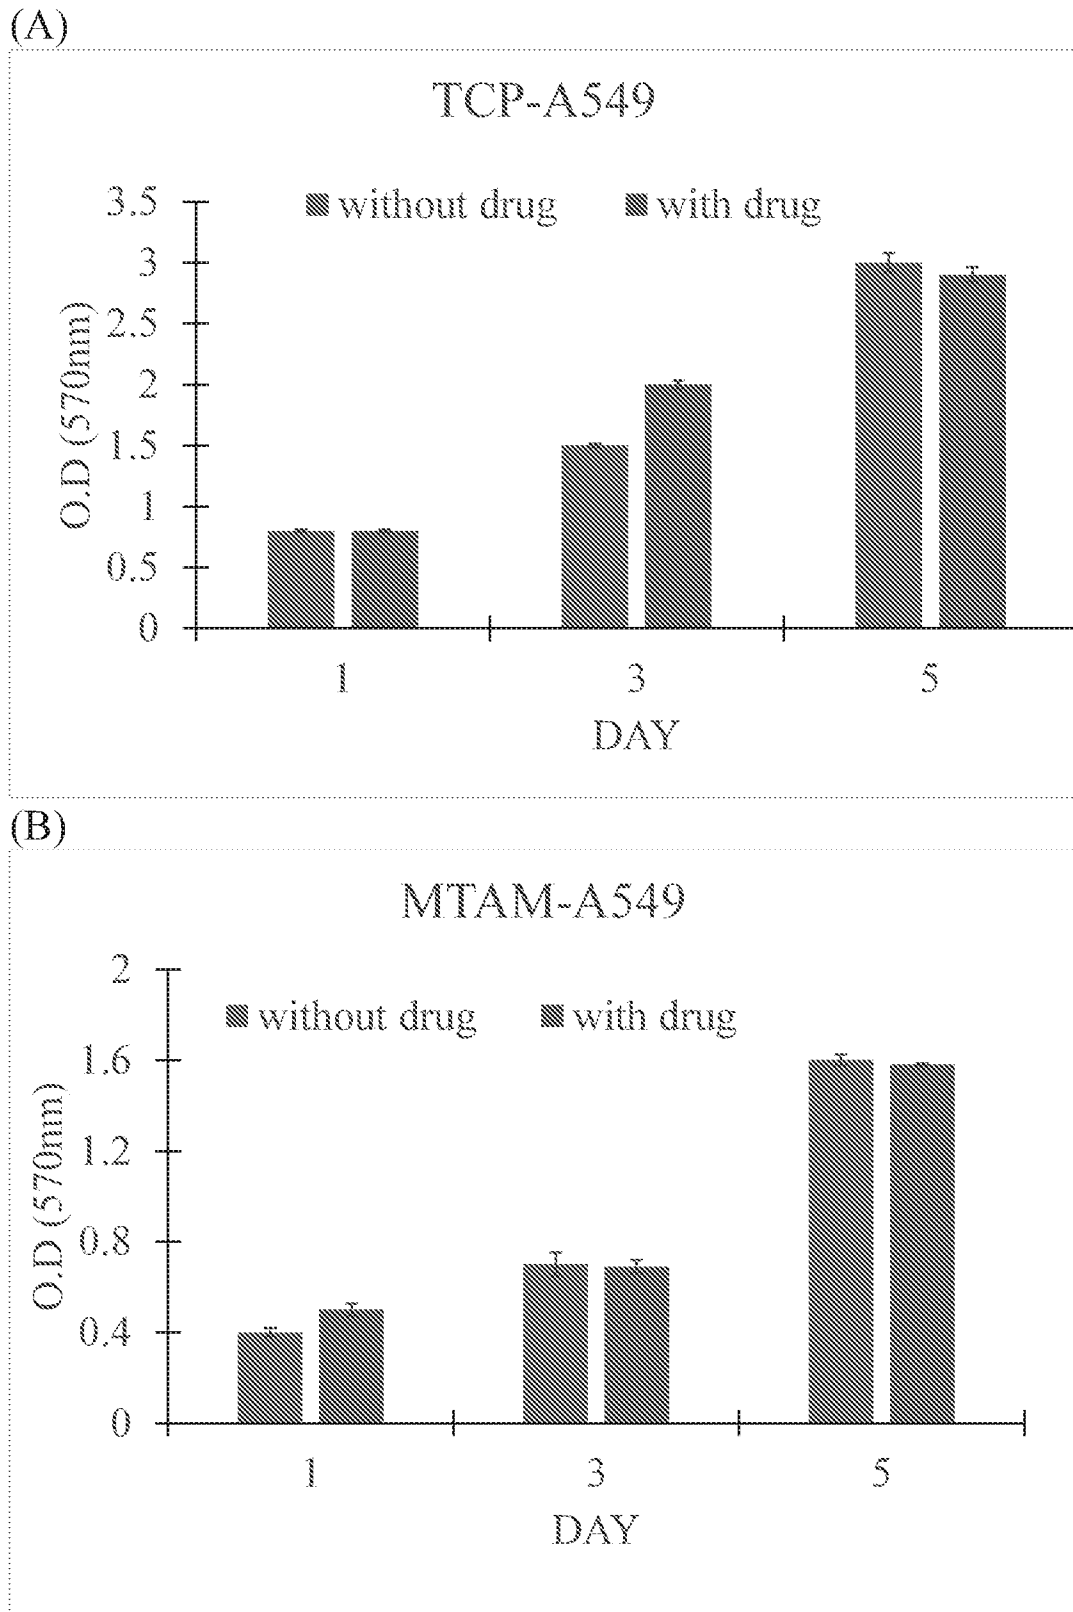 (A)
TCP-A549
without drug with drug
3.5
3
2.5
2
1.5
1
0.5
0
O.D (570nm)
1 3 5
DAY
(B)
MTAM-A549
without drug with drug
2
1.6
1.2
0.8
0.4
0
O.D (570nm)
1 3 5
DAY